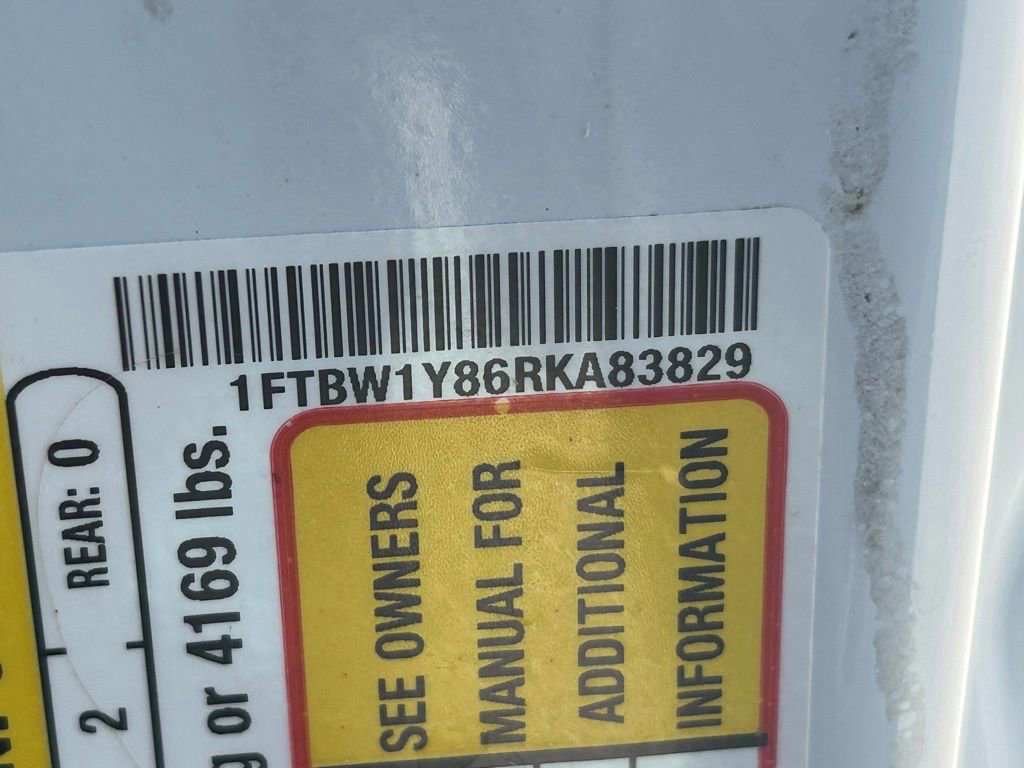 1FTBW1Y86RKA83829
REAR: 0
2
g or 4169 lbs.
SEE OWNERS
MANUAL FOR
ADDITIONAL
INFORMATION